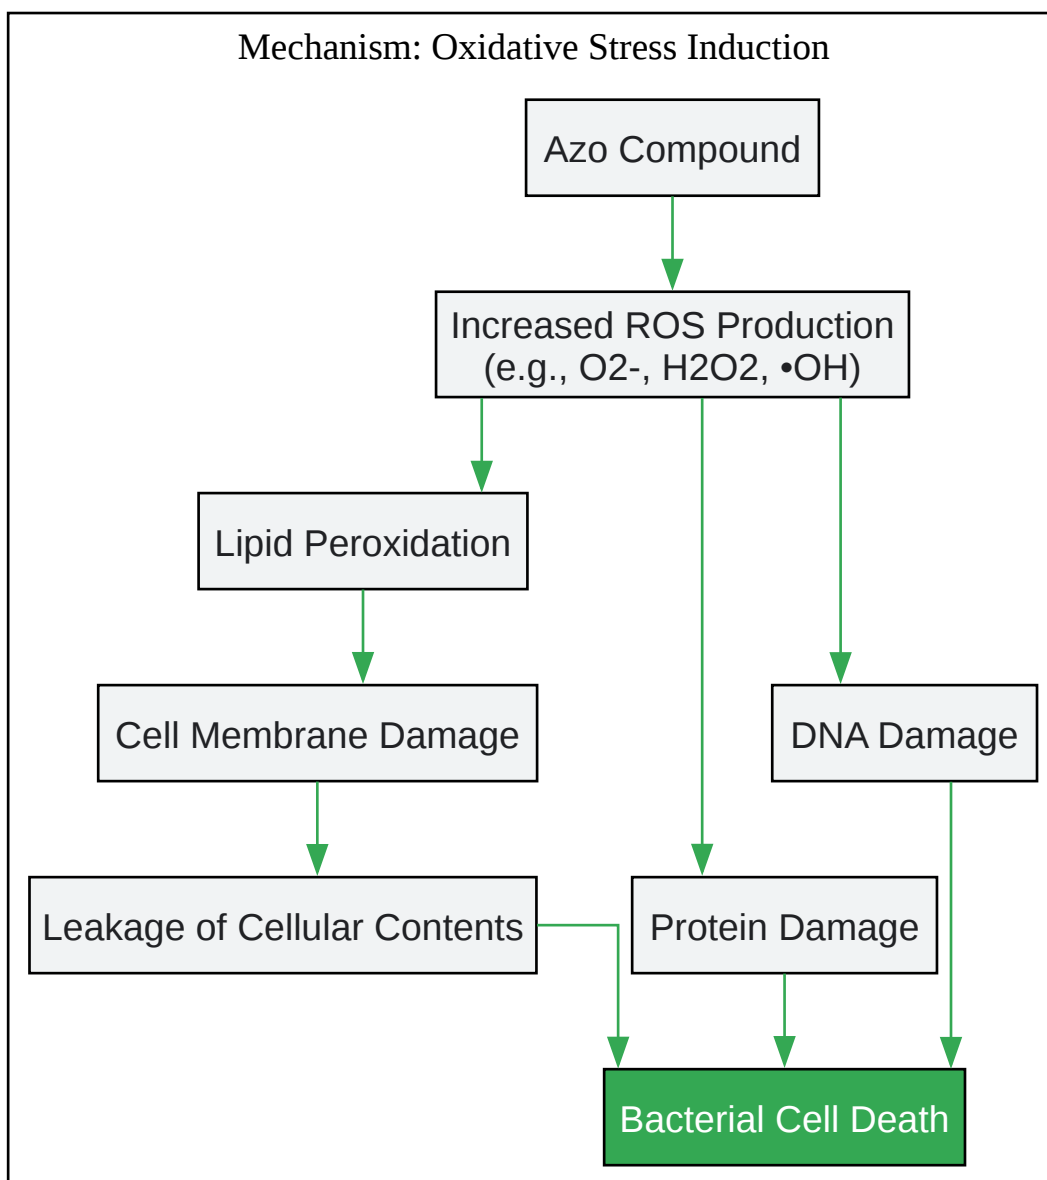 Mechanism: Oxidative Stress Induction
Azo Compound
Increased ROS Production
(e.g., O2-, H2O2, •OH)
Lipid Peroxidation
Cell Membrane Damage
DNA Damage
Leakage of Cellular Contents
Protein Damage
Bacterial Cell Death